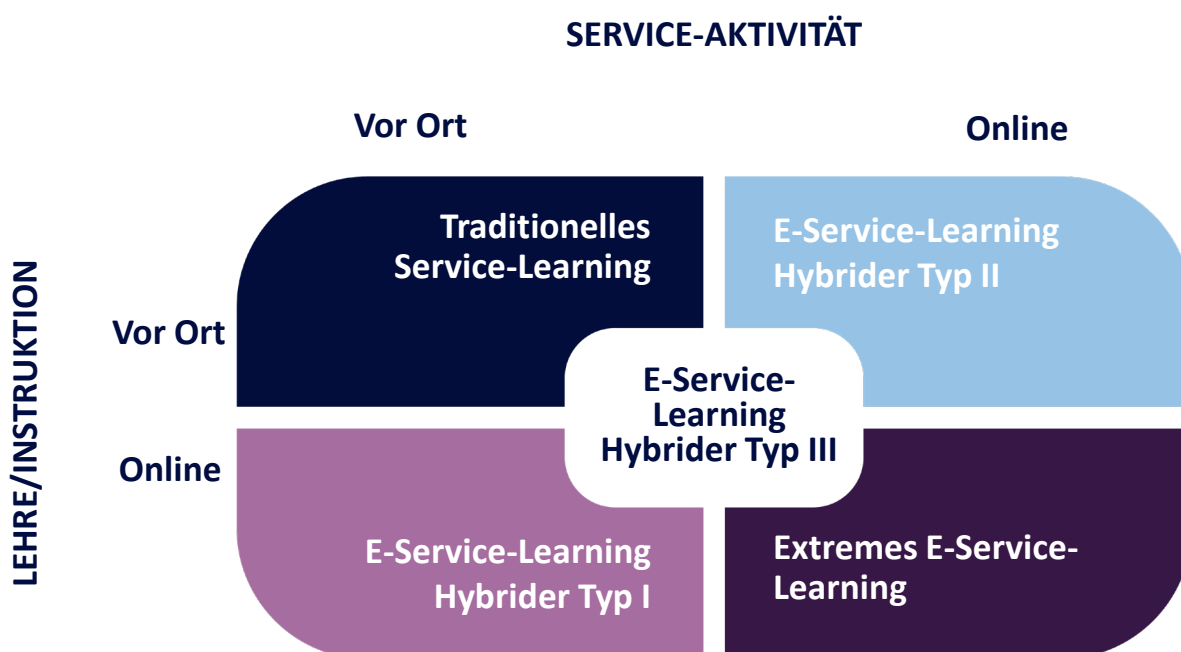 SERVICE-AKTIVITÄT
Vor Ort
Online
LEHRE/INSTRUKTION
Vor Ort
Traditionelles
Service-Learning
E-Service-Learning
Hybrider Typ II
E-Service-
Learning
Hybrider Typ III
Online
E-Service-Learning
Hybrider Typ I
Extremes E-Service-
Learning